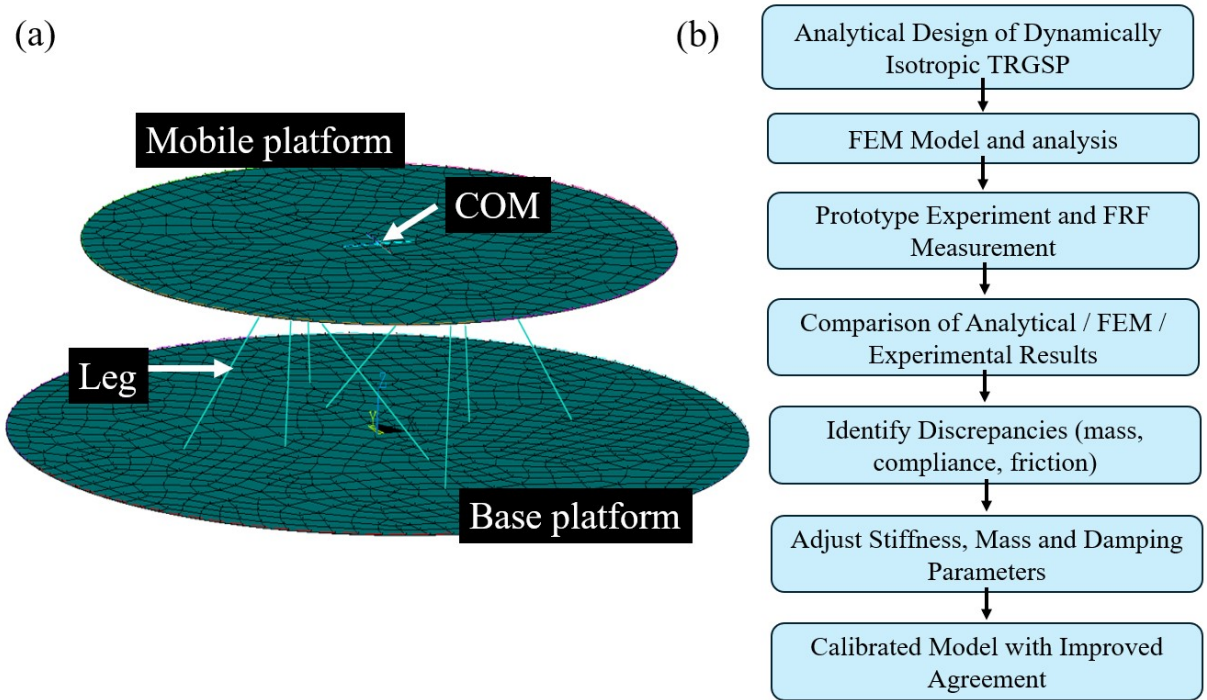 (a)
Mobile platform
COM
Leg
Y
Base platform
(b)
Analytical Design of Dynamically
Isotropic TRGSP
FEM Model and analysis
Prototype Experiment and FRF
Measurement
Comparison of Analytical / FEM /
Experimental Results
Identify Discrepancies (mass,
compliance, friction)
Adjust Stiffness, Mass and Damping
Parameters
Calibrated Model with Improved
Agreement